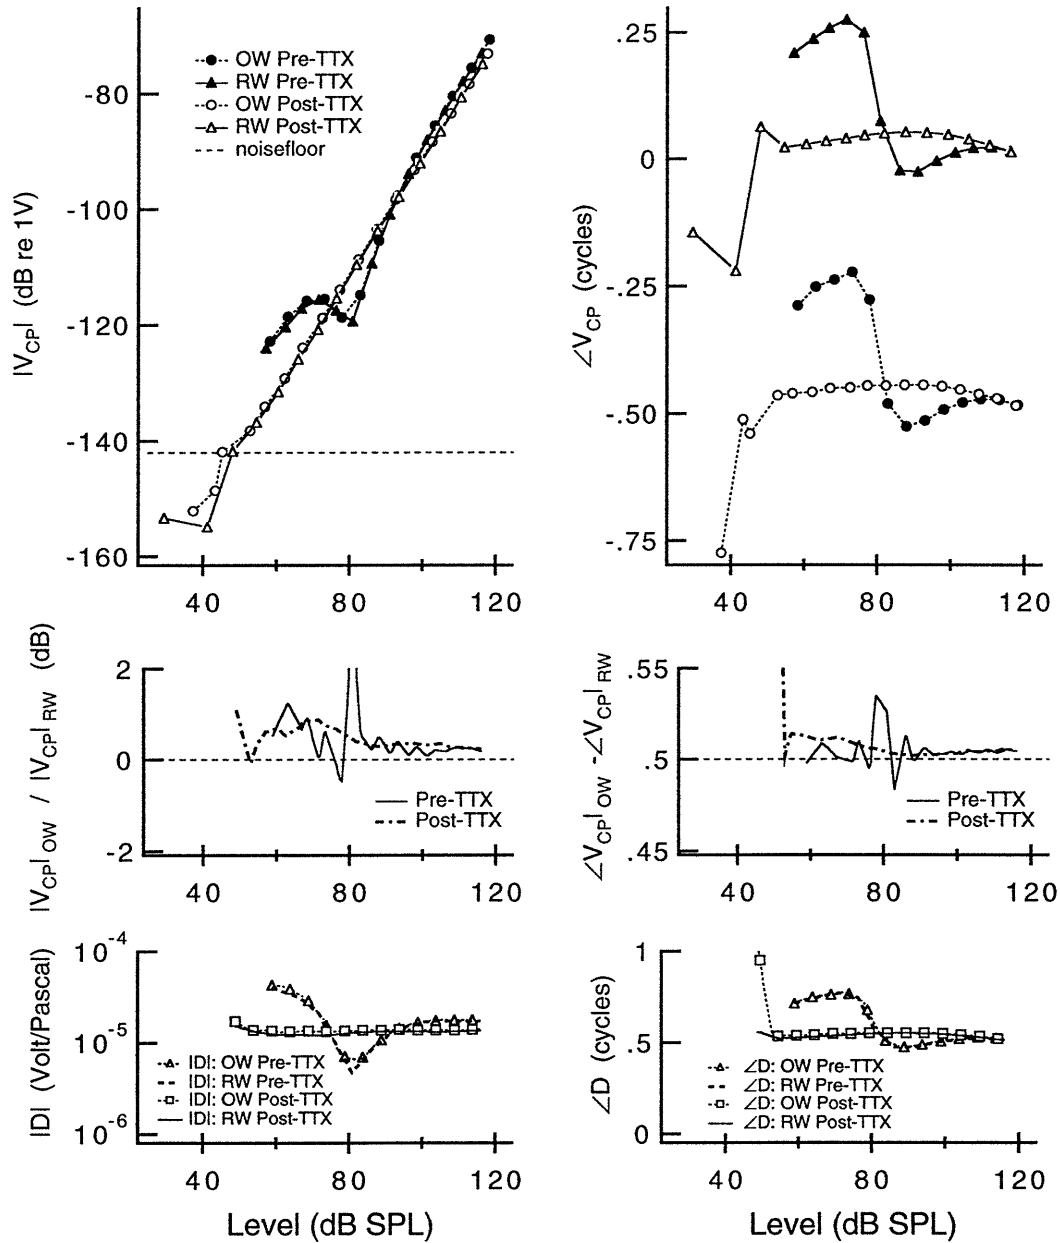 |V_CP| (dB re 1V)
-80
-100
-120
-140
-160
OW Pre-TTX
RW Pre-TTX
OW Post-TTX
RW Post-TTX
noisefloor
40 80 120
∠V_CP (cycles)
.25
0
-.25
-.50
-.75
40 80 120
|V_CP|_OW / |V_CP|_RW (dB)
2
0
-2
Pre-TTX
Post-TTX
40 80 120
∠V_CP|_OW -∠V_CP|_RW
.55
.5
.45
Pre-TTX
Post-TTX
40 80 120
|D| (Volt/Pascal)
10^-4
10^-5
10^-6
|D|: OW Pre-TTX
|D|: RW Pre-TTX
|D|: OW Post-TTX
|D|: RW Post-TTX
40 80 120
Level (dB SPL)
∠D (cycles)
1
.5
0
∠D: OW Pre-TTX
∠D: RW Pre-TTX
∠D: OW Post-TTX
∠D: RW Post-TTX
40 80 120
Level (dB SPL)